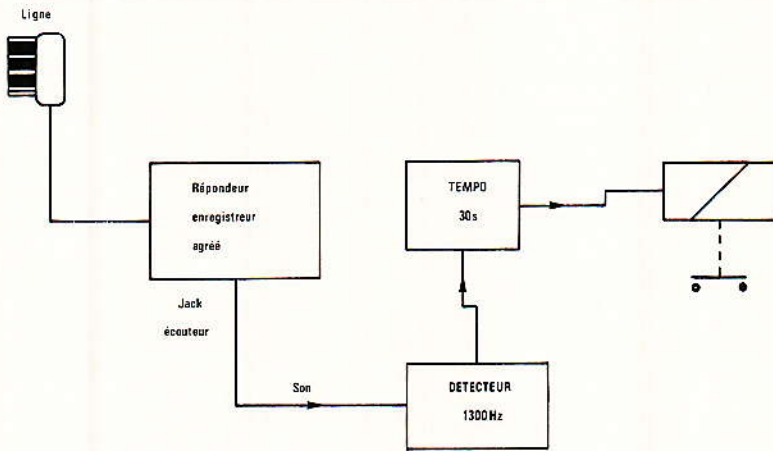 Ligne
Répondeur
enregistreur
agréé
Jack
écouteur
Son
TEMPO
30s
DETECTEUR
1300Hz